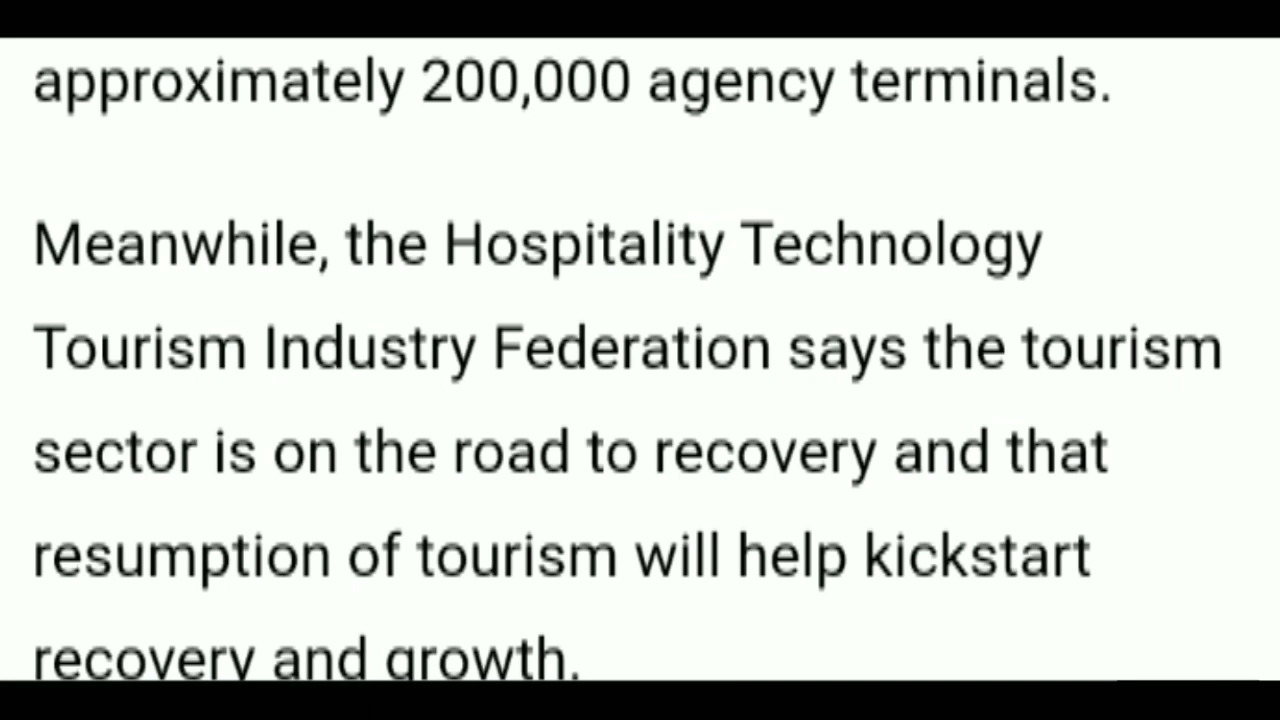 approximately 200,000 agency terminals.
Meanwhile, the Hospitality Technology
Tourism Industry Federation says the tourism
sector is on the road to recovery and that
resumption of tourism will help kickstart
recovery and growth.